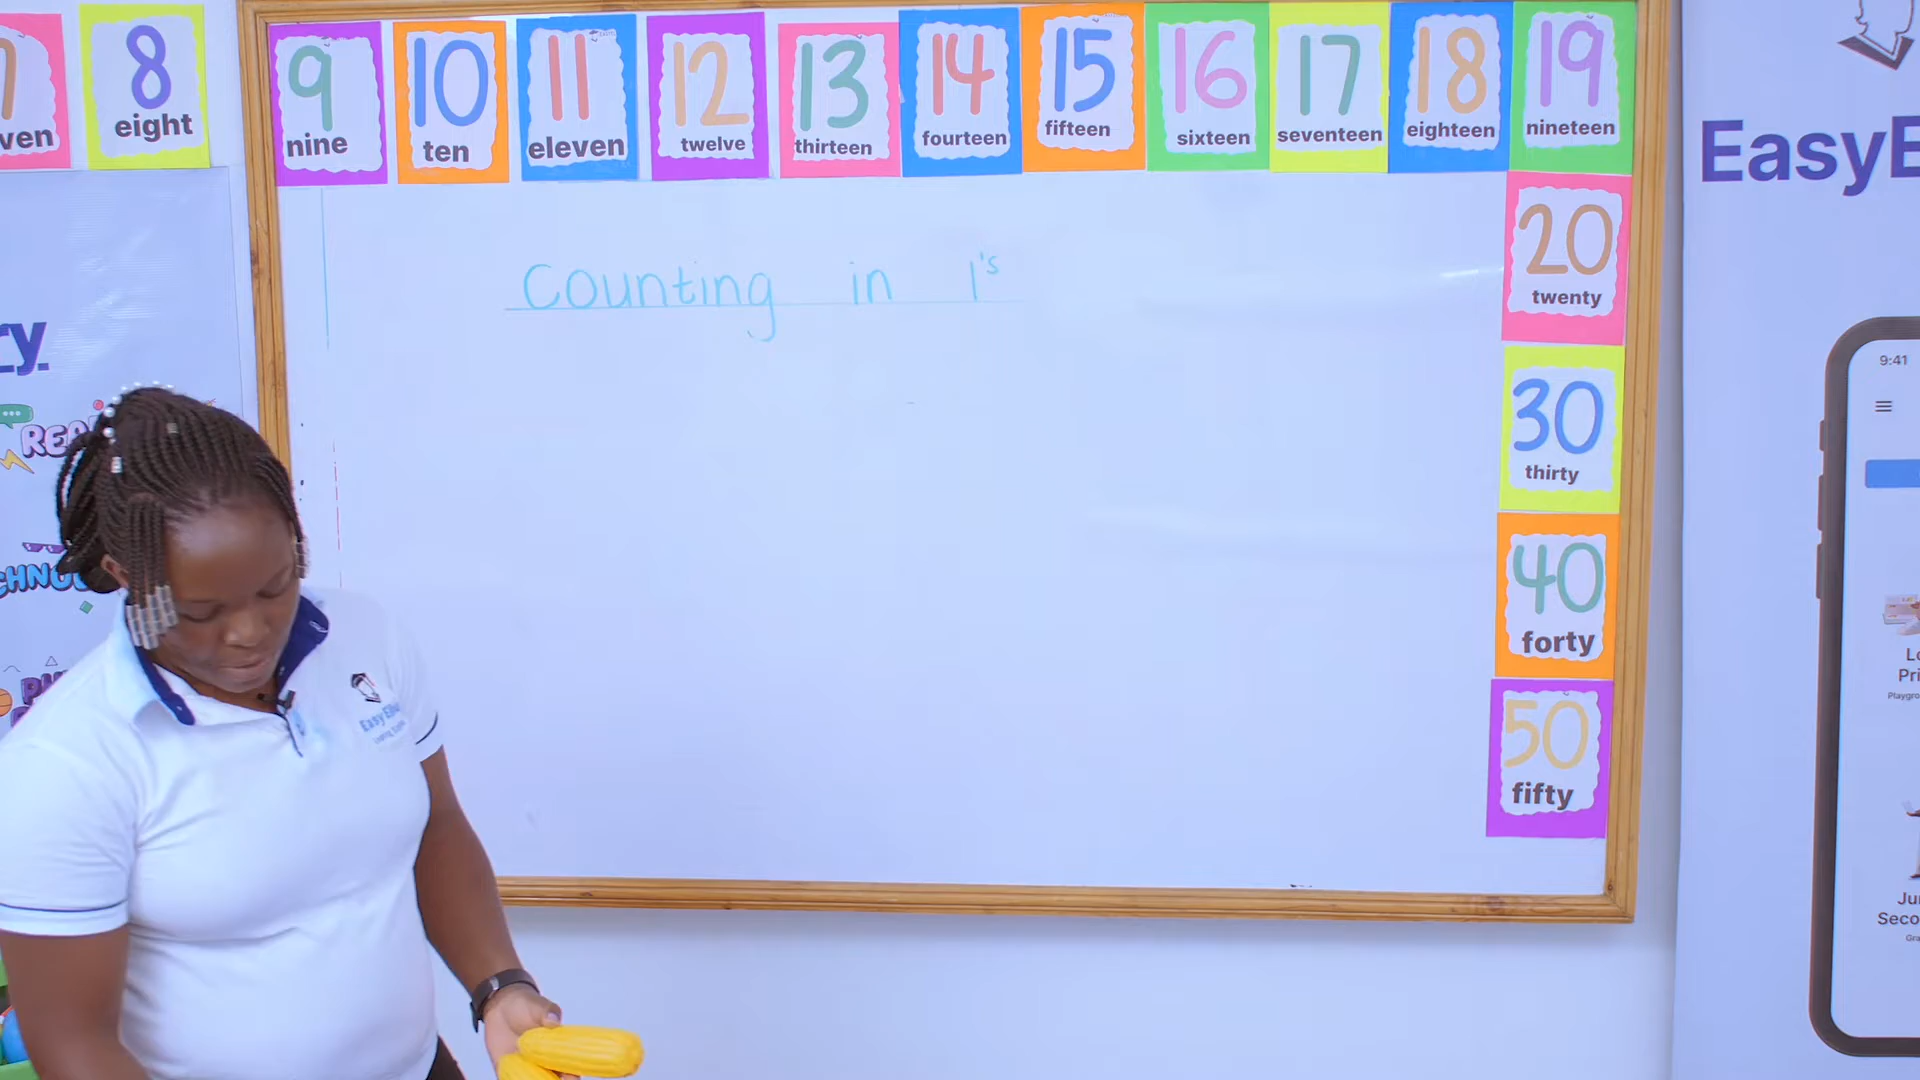 8
eight
ven
9
nine
10
ten
11
eleven
12
twelve
13
thirteen
14
fourteen
15
fifteen
16
sixteen
17
seventeen
18
eighteen
19
nineteen
20
twenty
30
thirty
40
forty
50
fifty
Counting in 1's
EasyE
ry.
9:41